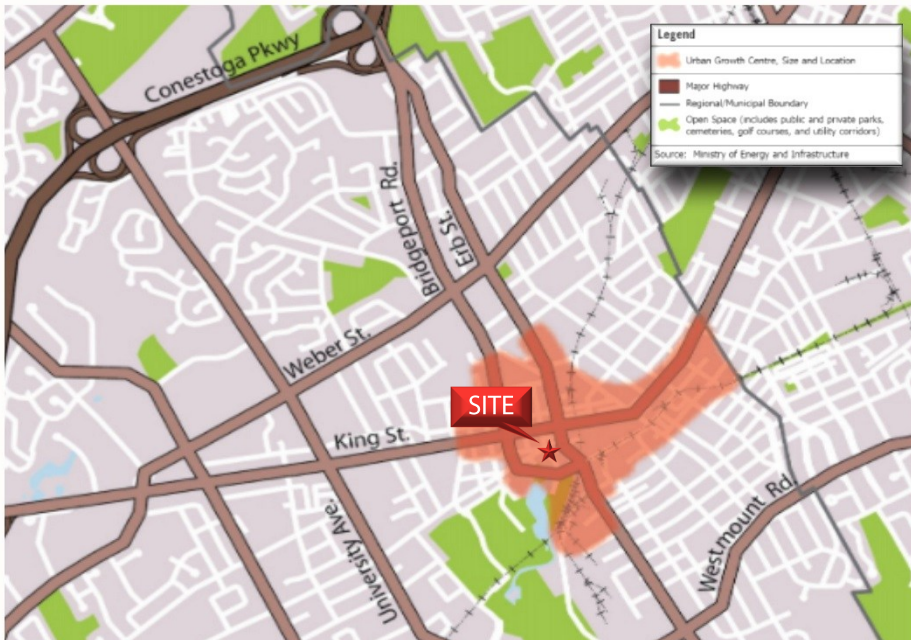 Legend
Urban Growth Centre, Size and Location
Major Highway
Regional/Municipal Boundary
Open Space (includes public and private parks,
cemeteries, golf courses, and utility corridors)
Source: Ministry of Energy and Infrastructure
Conestoga Pkwy
Bridgeport Rd.
Erb St.
Weber St.
SITE
King St.
University Ave.
Westmount Rd.